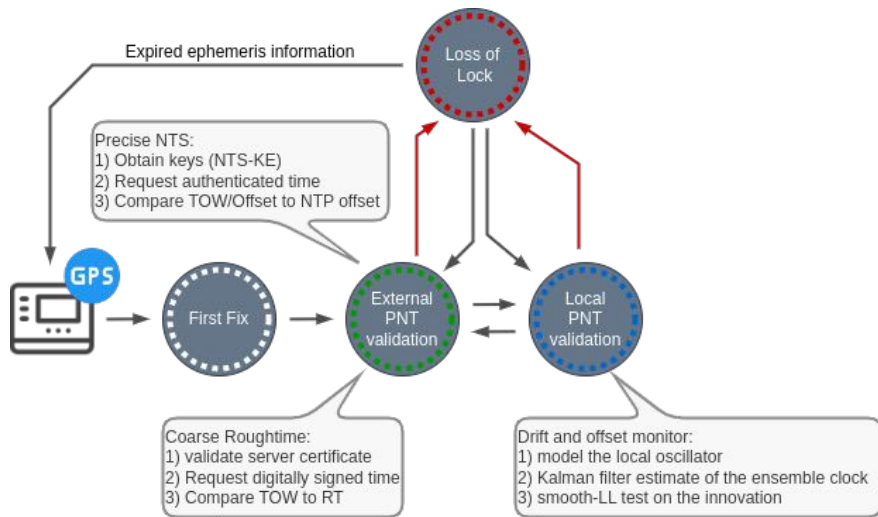 Loss of
Lock
Expired ephemeris information
Precise NTS:
1) Obtain keys (NTS-KE)
2) Request authenticated time
3) Compare TOW/Offset to NTP offset
GPS
First Fix
External
PNT
validation
Local
PNT
validation
Coarse Roughtime:
1) validate server certificate
2) Request digitally signed time
3) Compare TOW to RT
Drift and offset monitor:
1) model the local oscillator
2) Kalman filter estimate of the ensemble clock
3) smooth-LL test on the innovation